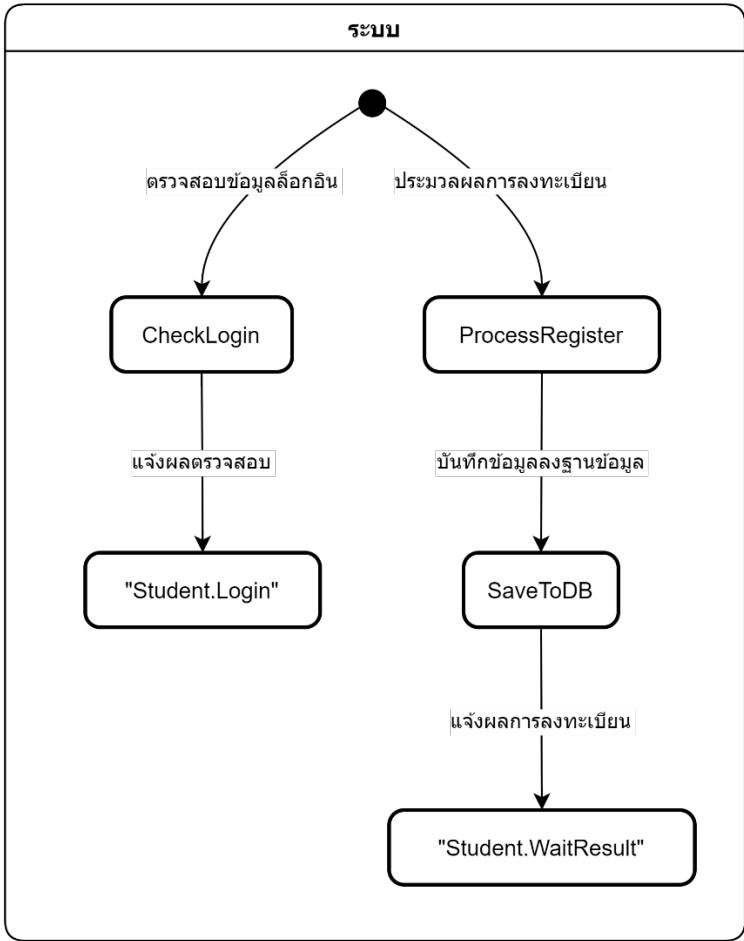 ระบบ
ตรวจสอบข้อมูลล็อกอิน
ประมวลผลการลงทะเบียน
CheckLogin
ProcessRegister
แจ้งผลตรวจสอบ
บันทึกข้อมูลลงฐานข้อมูล
"Student.Login"
SaveToDB
แจ้งผลการลงทะเบียน
"Student.WaitResult"